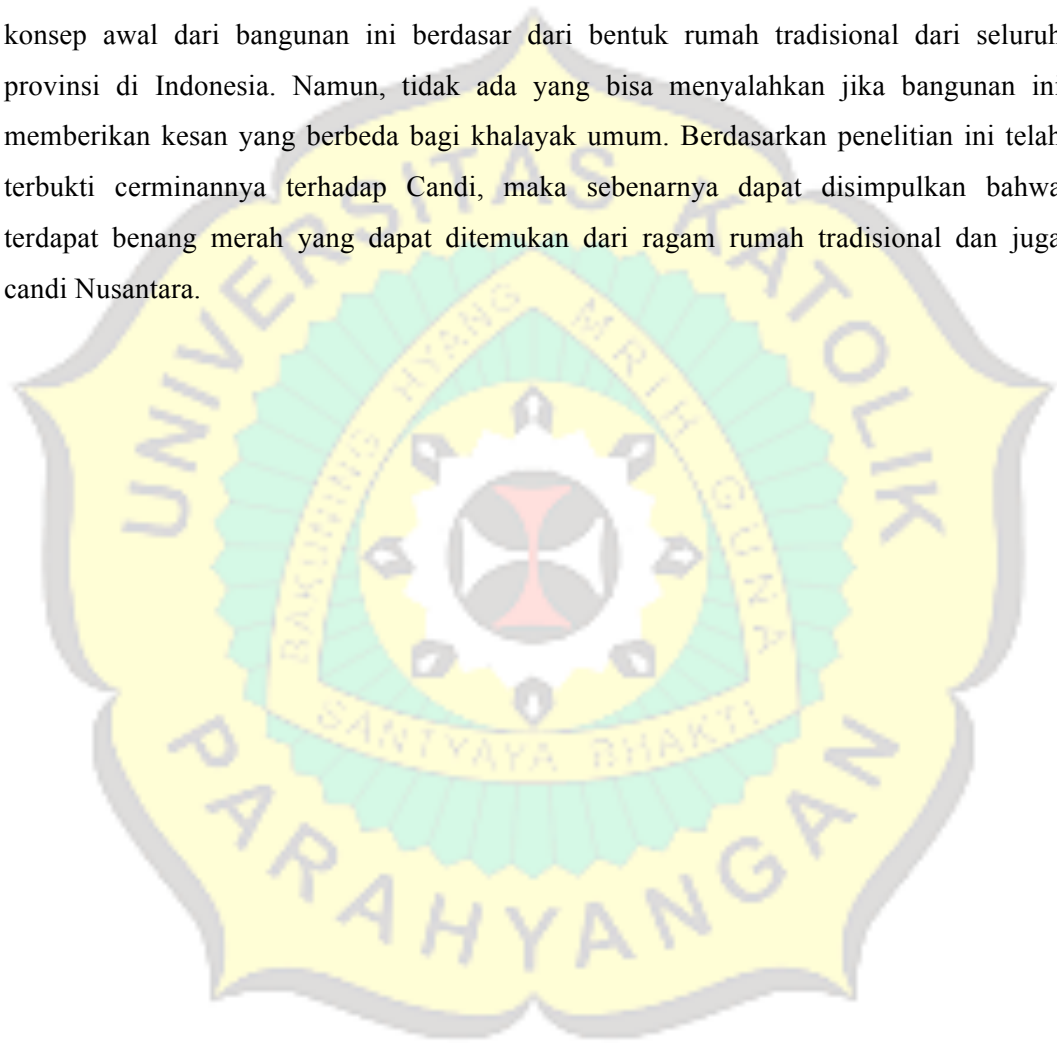 konsep awal dari bangunan ini berdasar dari bentuk rumah tradisional dari seluruh
provinsi di Indonesia. Namun, tidak ada yang bisa menyalahkan jika bangunan ini
memberikan kesan yang berbeda bagi khalayak umum. Berdasarkan penelitian ini telah
terbukti cerminannya terhadap Candi, maka sebenarnya dapat disimpulkan bahwa
terdapat benang merah yang dapat ditemukan dari ragam rumah tradisional dan juga
candi Nusantara.
UNIVERSITAS KATOLIK
BAKUNING HYANG MRIH GUNA
SANTYAYA BHAKTI
PARAHYANGAN